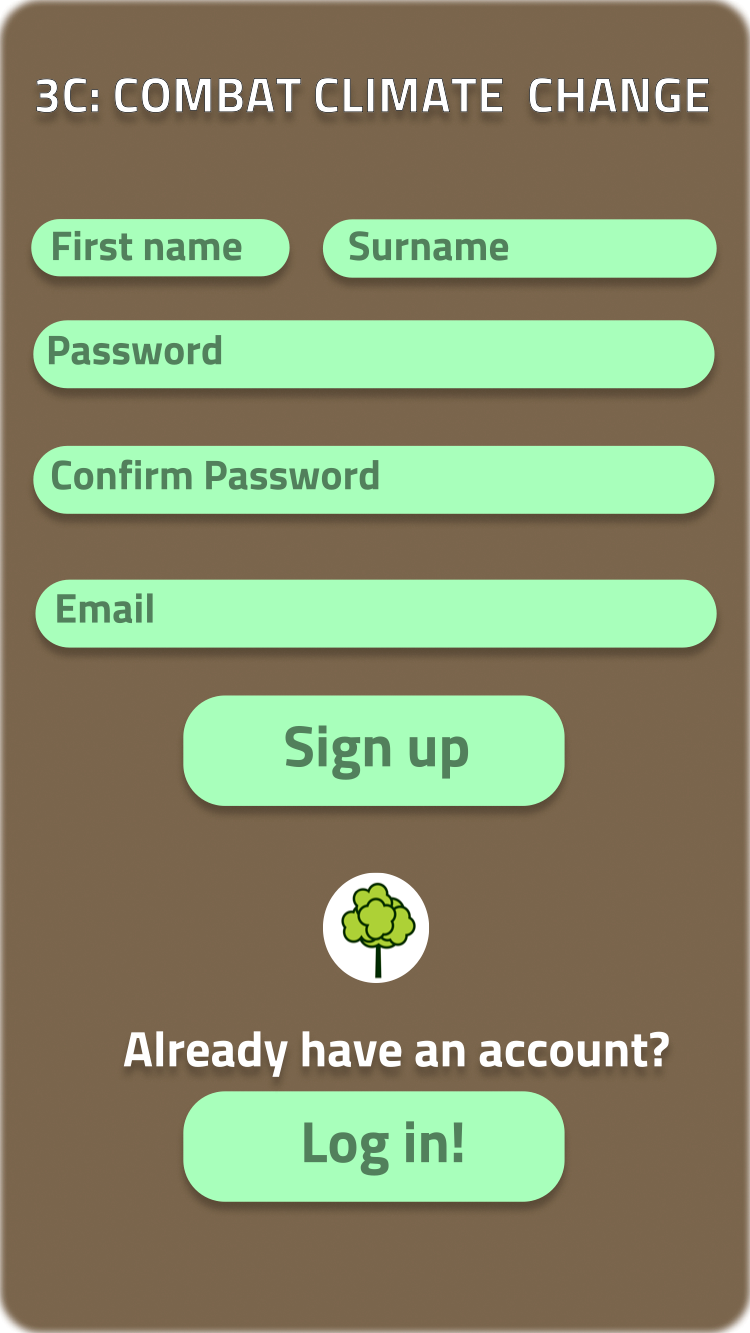 3C: COMBAT CLIMATE CHANGE
First name Surname
Password
Confirm Password
Email
Sign up
Already have an account?
Log in!